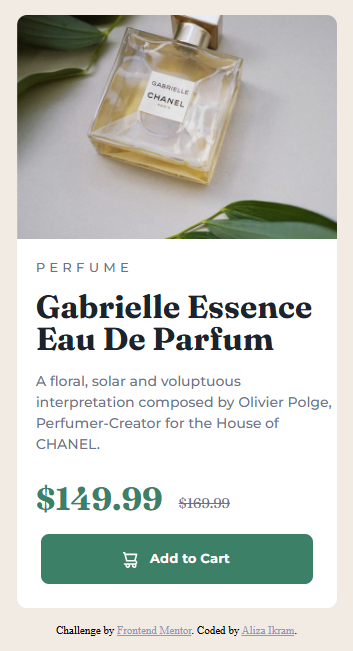 GABRIELLE
CHANEL
PARIS
PERFUME
Gabrielle Essence
Eau De Parfum
A floral, solar and voluptuous
interpretation composed by Olivier Polge,
Perfumer-Creator for the House of
CHANEL.
$149.99 $169.99
Add to Cart
Challenge by Frontend Mentor. Coded by Aliza Ikram.